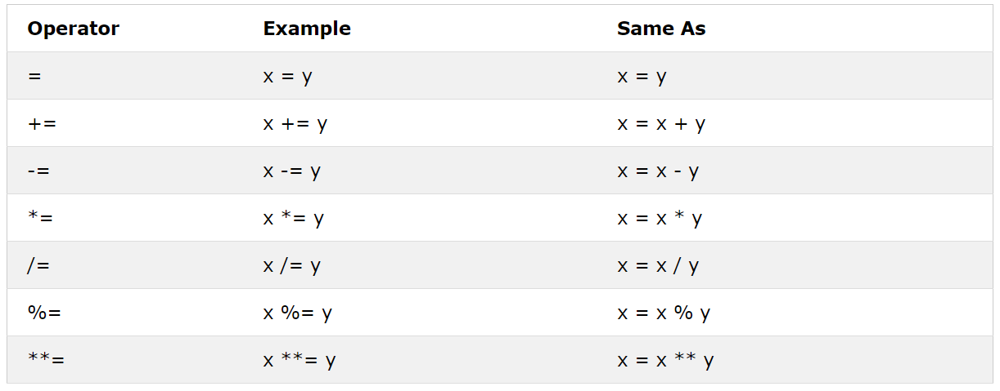 Operator Example Same As
= x = y x = y
+= x += y x = x + y
-= x -= y x = x - y
*= x *= y x = x * y
/= x /= y x = x / y
%= x %= y x = x % y
**= x **= y x = x ** y